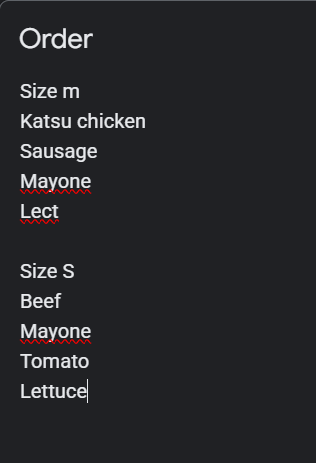 Order
Size m
Katsu chicken
Sausage
Mayone
Lect
Size S
Beef
Mayone
Tomato
Lettuce